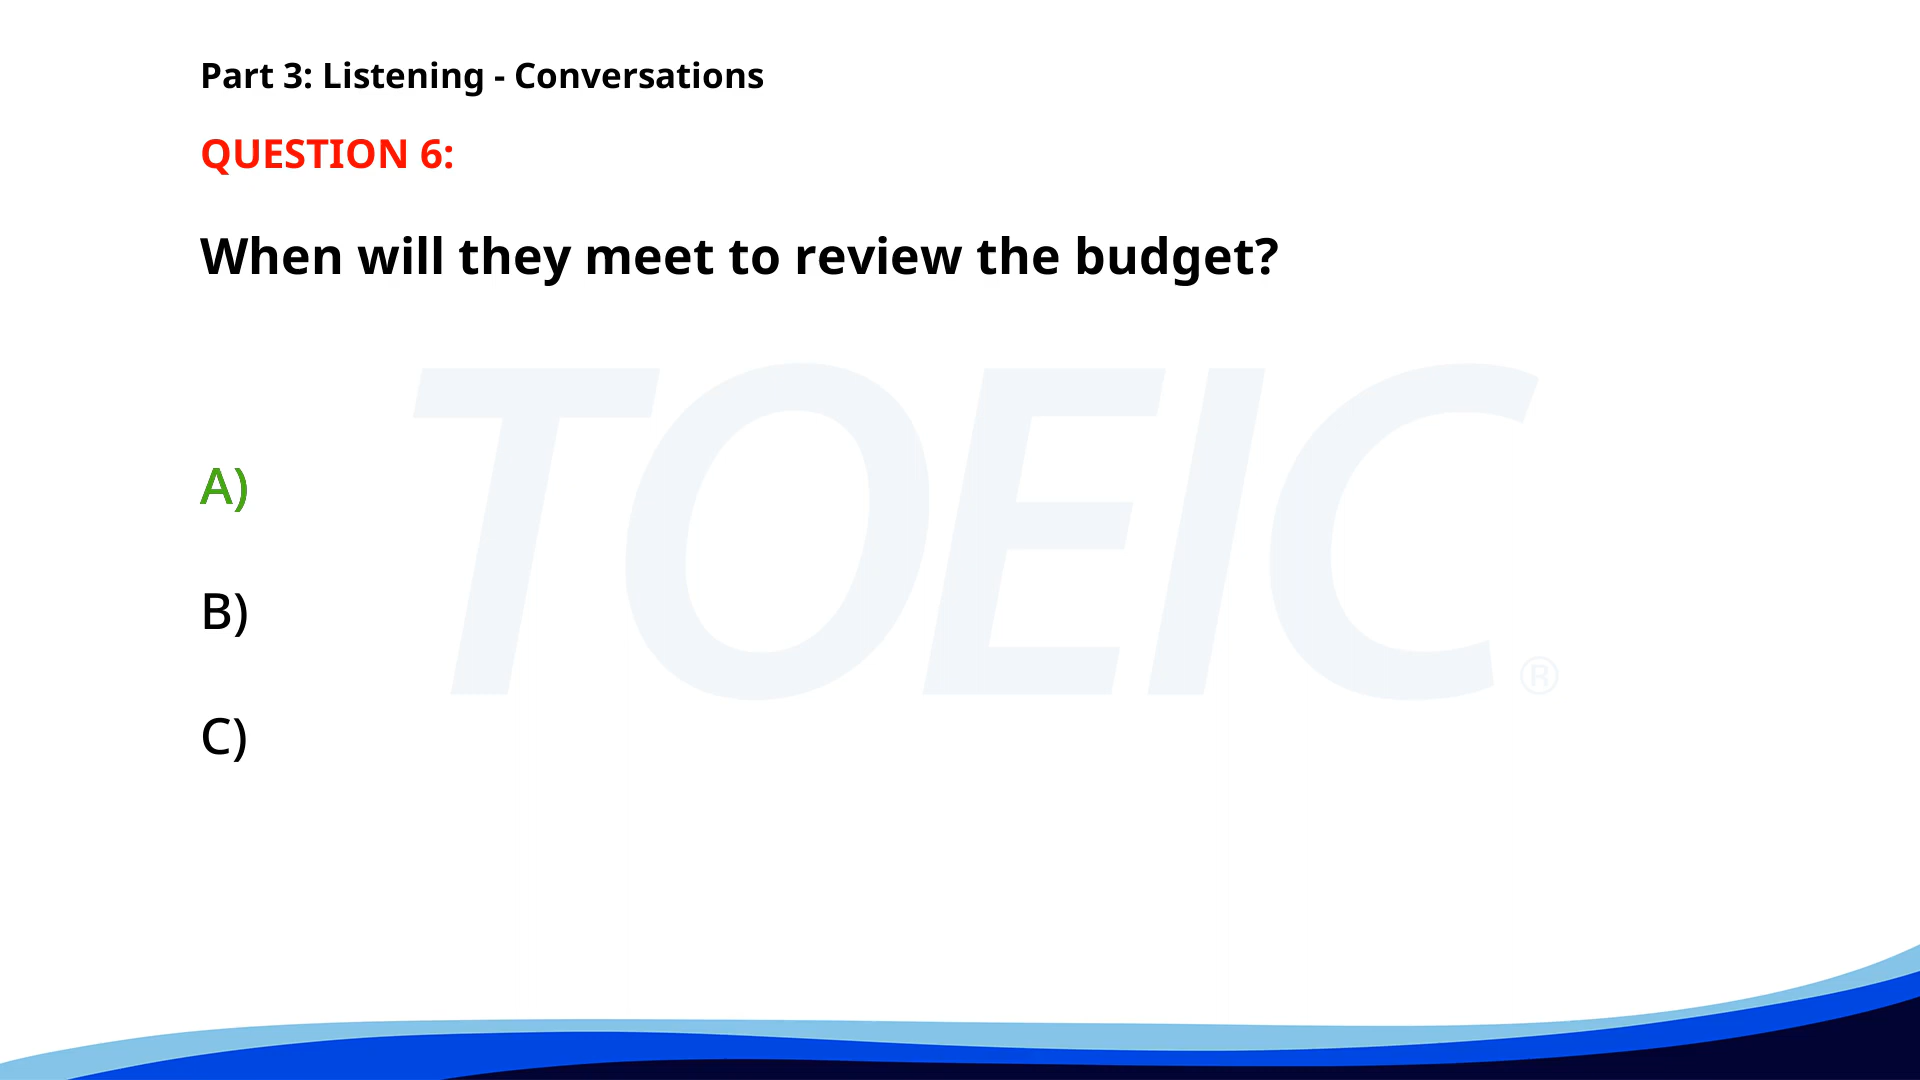 Part 3: Listening - Conversations
QUESTION 6:
When will they meet to review the budget?
TOEIC ®
A)
B)
C)